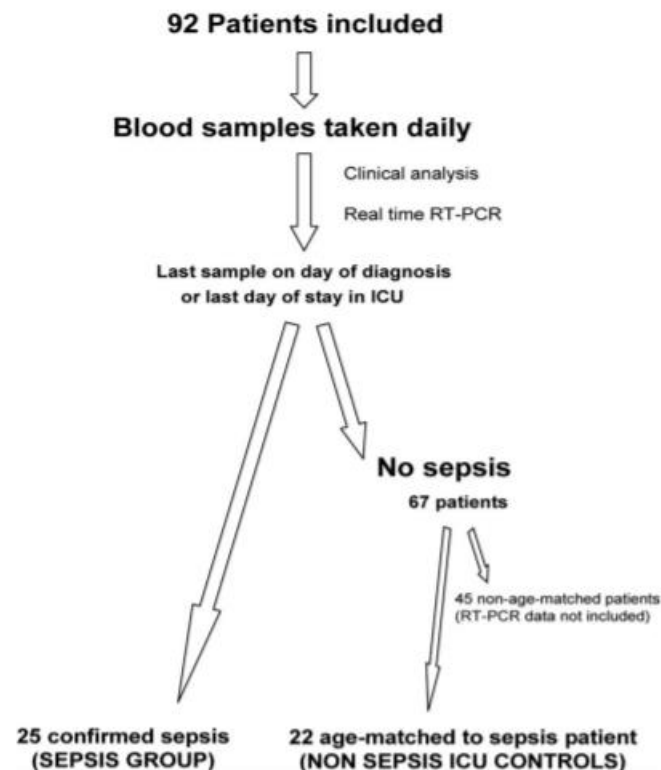 92 Patients included
Blood samples taken daily
Clinical analysis
Real time RT-PCR
Last sample on day of diagnosis
or last day of stay in ICU
No sepsis
67 patients
45 non-age-matched patients
(RT-PCR data not included)
25 confirmed sepsis
(SEPSIS GROUP)
22 age-matched to sepsis patient
(NON SEPSIS ICU CONTROLS)